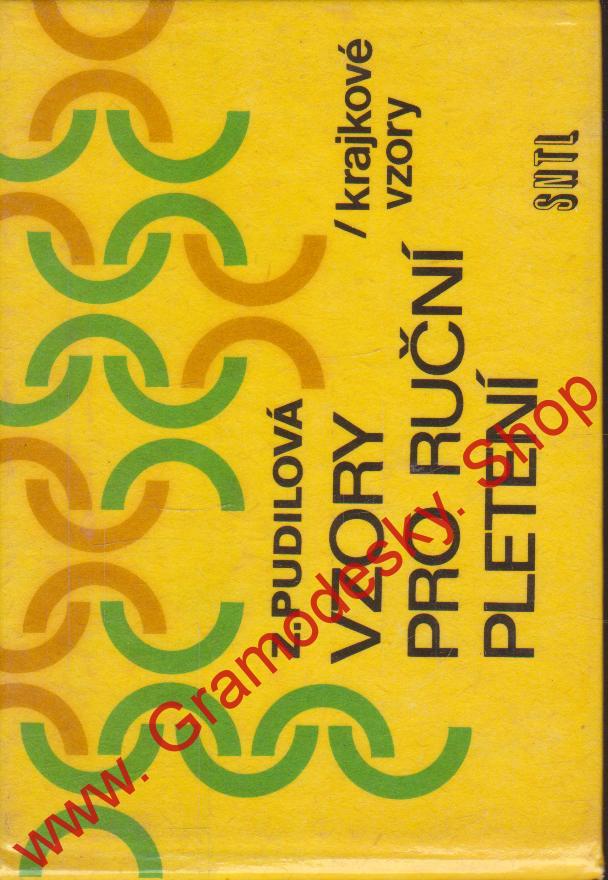 Z. PUDILOVÁ
VZORY
PRO RUČNÍ
PLETENÍ
/ krajkové
vzory
SNTL
www. Gramodesky. Shop